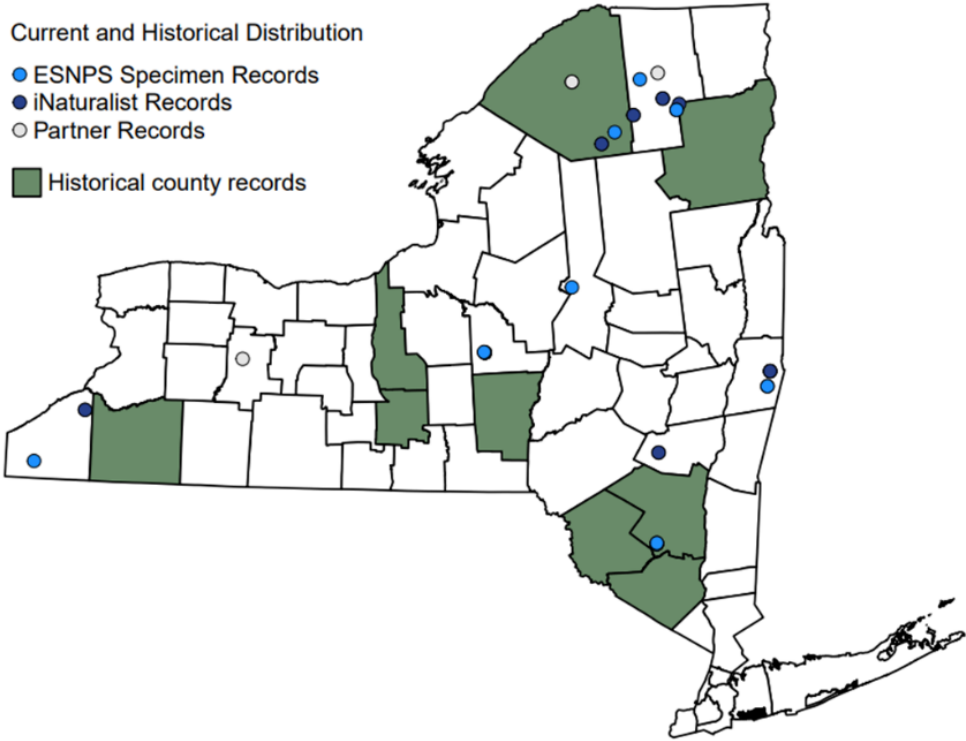 Current and Historical Distribution
ESNPS Specimen Records
iNaturalist Records
Partner Records
Historical county records